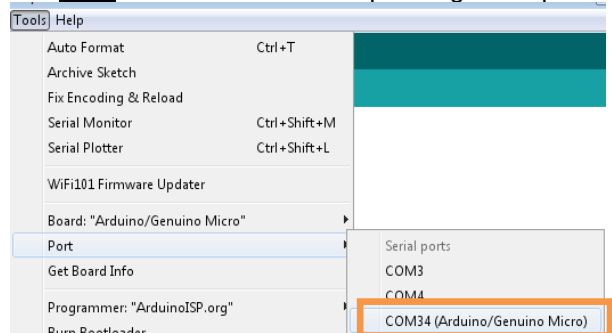 Tools Help
Auto Format Ctrl+T
Archive Sketch
Fix Encoding & Reload
Serial Monitor Ctrl+Shift+M
Serial Plotter Ctrl+Shift+L
WiFi101 Firmware Updater
Board: "Arduino/Genuino Micro"
Port
Get Board Info
Programmer: "ArduinoISP.org"
Burn Bootloader
Serial ports
COM3
COM4
COM34 (Arduino/Genuino Micro)